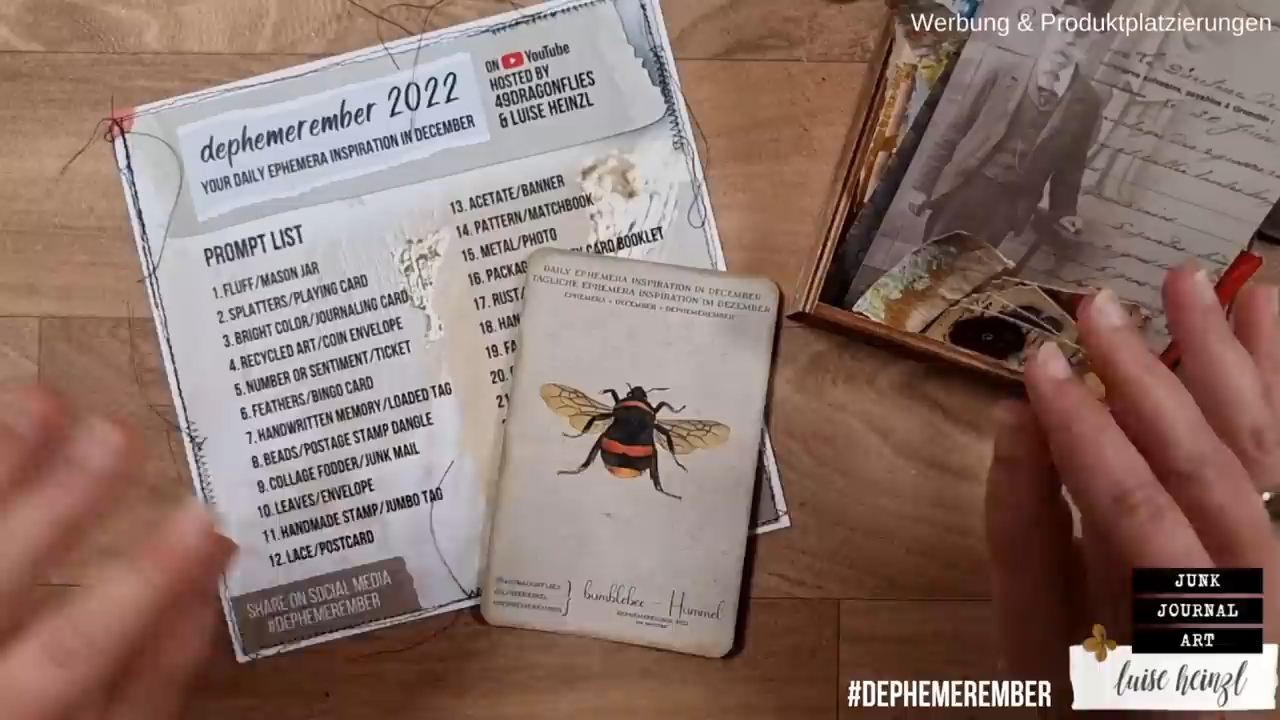 Werbung & Produktplatzierungen
dephemerember 2022
YOUR DAILY EPHEMERA INSPIRATION IN DECEMBER
ON YouTube
HOSTED BY
49DRAGONFLIES
& LUISE HEINZL
PROMPT LIST
1. FLUFF/MASON JAR
2. SPLATTERS/PLAYING CARD
3. BRIGHT COLOR/JOURNALING CARD
4. RECYCLED ART/COIN ENVELOPE
5. NUMBER OR SENTIMENT/TICKET
6. FEATHERS/BINGO CARD
7. HANDWRITTEN MEMORY/LOADED TAG
8. BEADS/POSTAGE STAMP DANGLE
9. COLLAGE FODDER/JUNK MAIL
10. LEAVES/ENVELOPE
11. HANDMADE STAMP/JUMBO TAG
12. LACE/POSTCARD
13. ACETATE/BANNER
14. PATTERN/MATCHBOOK
15. METAL/PHOTO
16. PACKAG CARD BOOKLET
17. RUST/
18. HAN
19. FA
20.
21
SHARE ON SOCIAL MEDIA
#DEPHEMEREMBER
DAILY EPHEMERA INSPIRATION IN DECEMBER
TÄGLICHE EPHEMERA INSPIRATION IM DEZEMBER
EPHEMERA + DECEMBER = DEPHEMEREMBER
bumblebee - Hummel
DEPHEMEREMBER 2022
JUNK
JOURNAL
ART
luise heinzl
#DEPHEMEREMBER